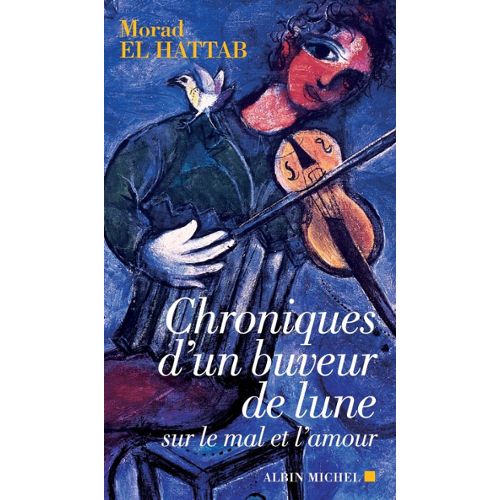 Morad
EL HATTAB
Chroniques
d'un buveur
de lune
sur le mal et l'amour
ALBIN MICHEL